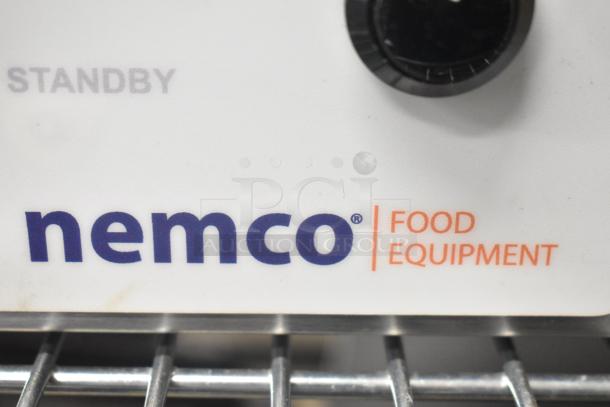 STANDBY
PCI
AUCTION GROUP
nemco® | FOOD
EQUIPMENT